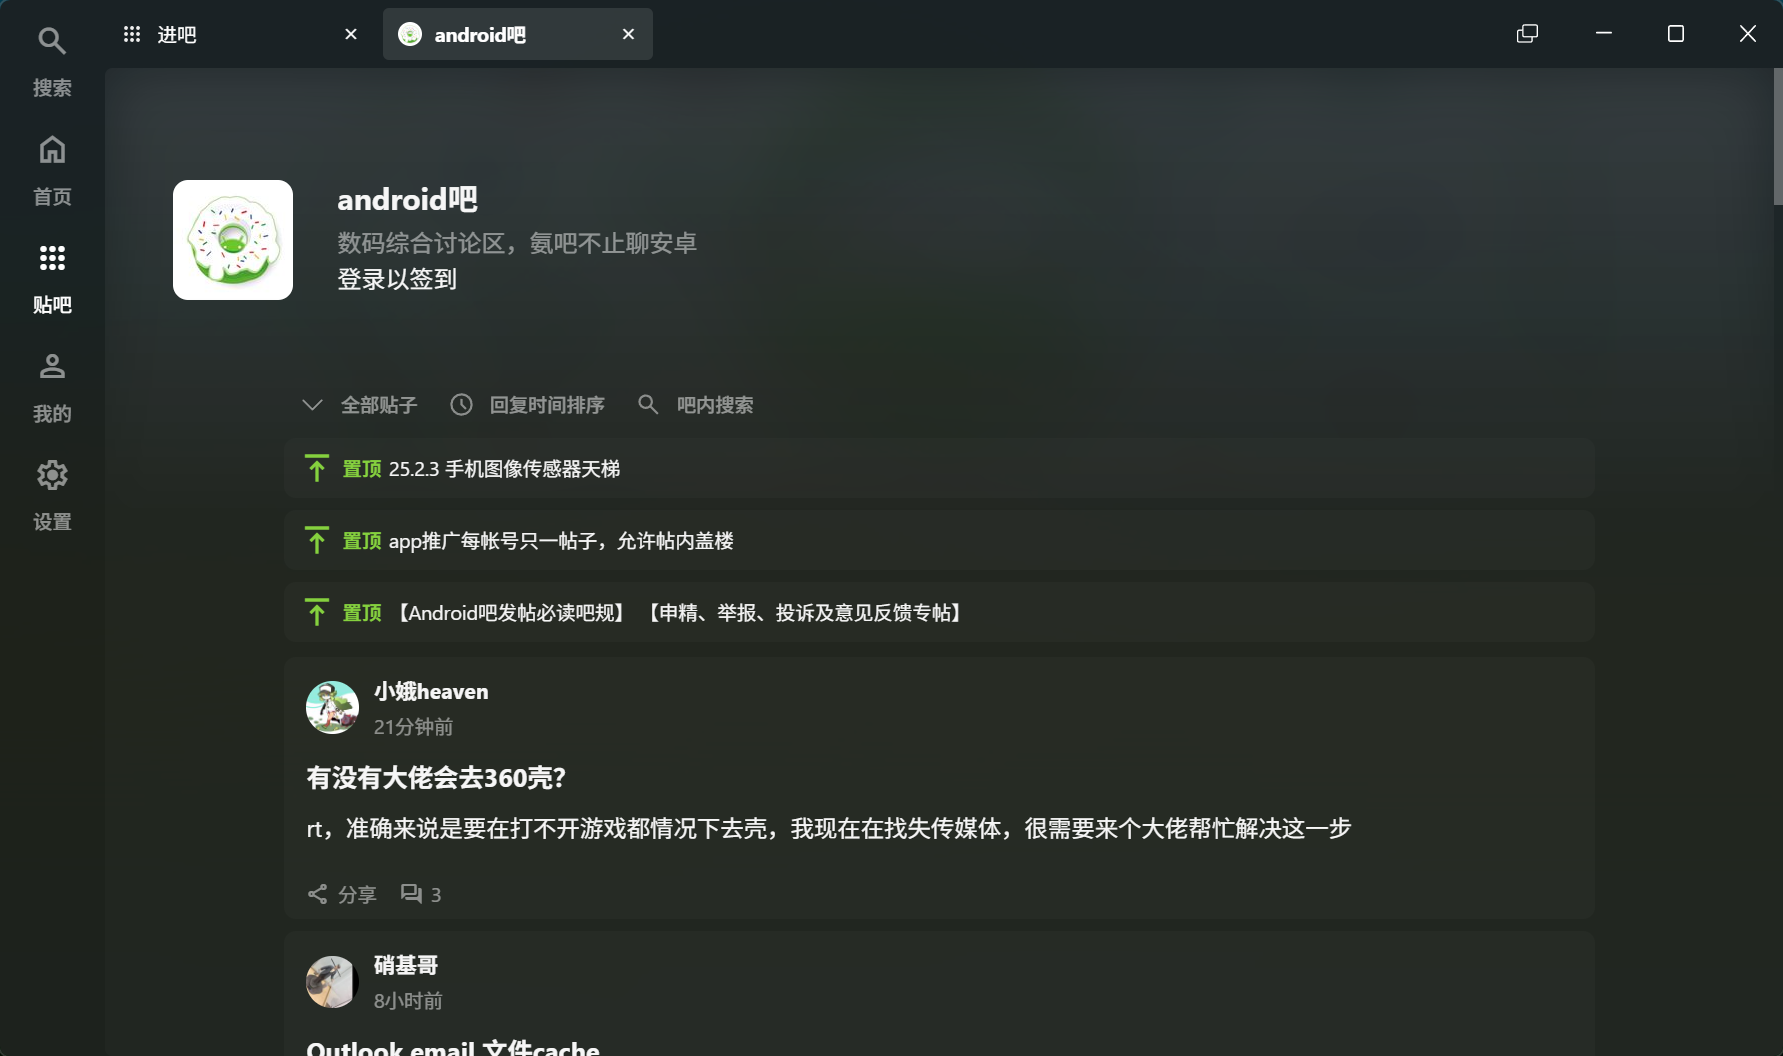 搜索
首页
贴吧
我的
设置
进吧
android吧
android吧
数码综合讨论区，氨吧不止聊安卓
登录以签到
全部贴子 回复时间排序 吧内搜索
置顶 25.2.3 手机图像传感器天梯
置顶 app推广每帐号只一帖子，允许帖内盖楼
置顶 【Android吧发帖必读吧规】 【申精、举报、投诉及意见反馈专帖】
小娥heaven
21分钟前
有没有大佬会去360壳？
rt，准确来说是要在打不开游戏都情况下去壳，我现在在找失传媒体，很需要来个大佬帮忙解决这一步
分享 3
硝基哥
8小时前
Outlook email 文件cache